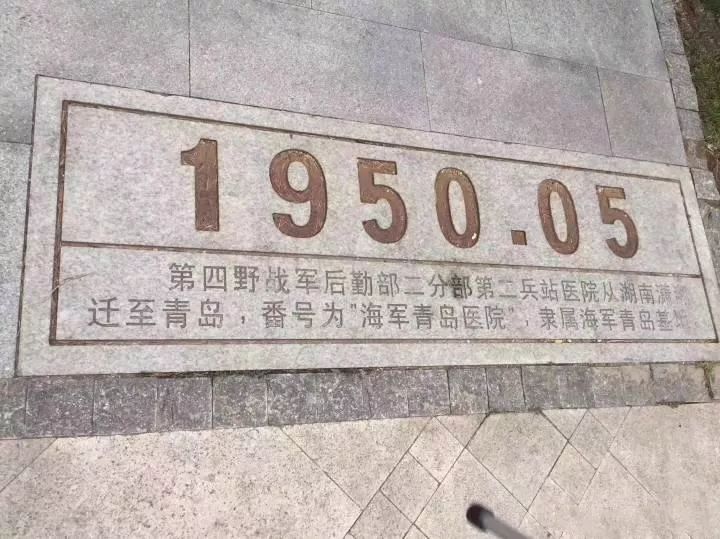 1950.05
第四野战军后勤部二分部第二兵站医院从湖南潇
迁至青岛，番号为"海军青岛医院"，隶属海军青岛基